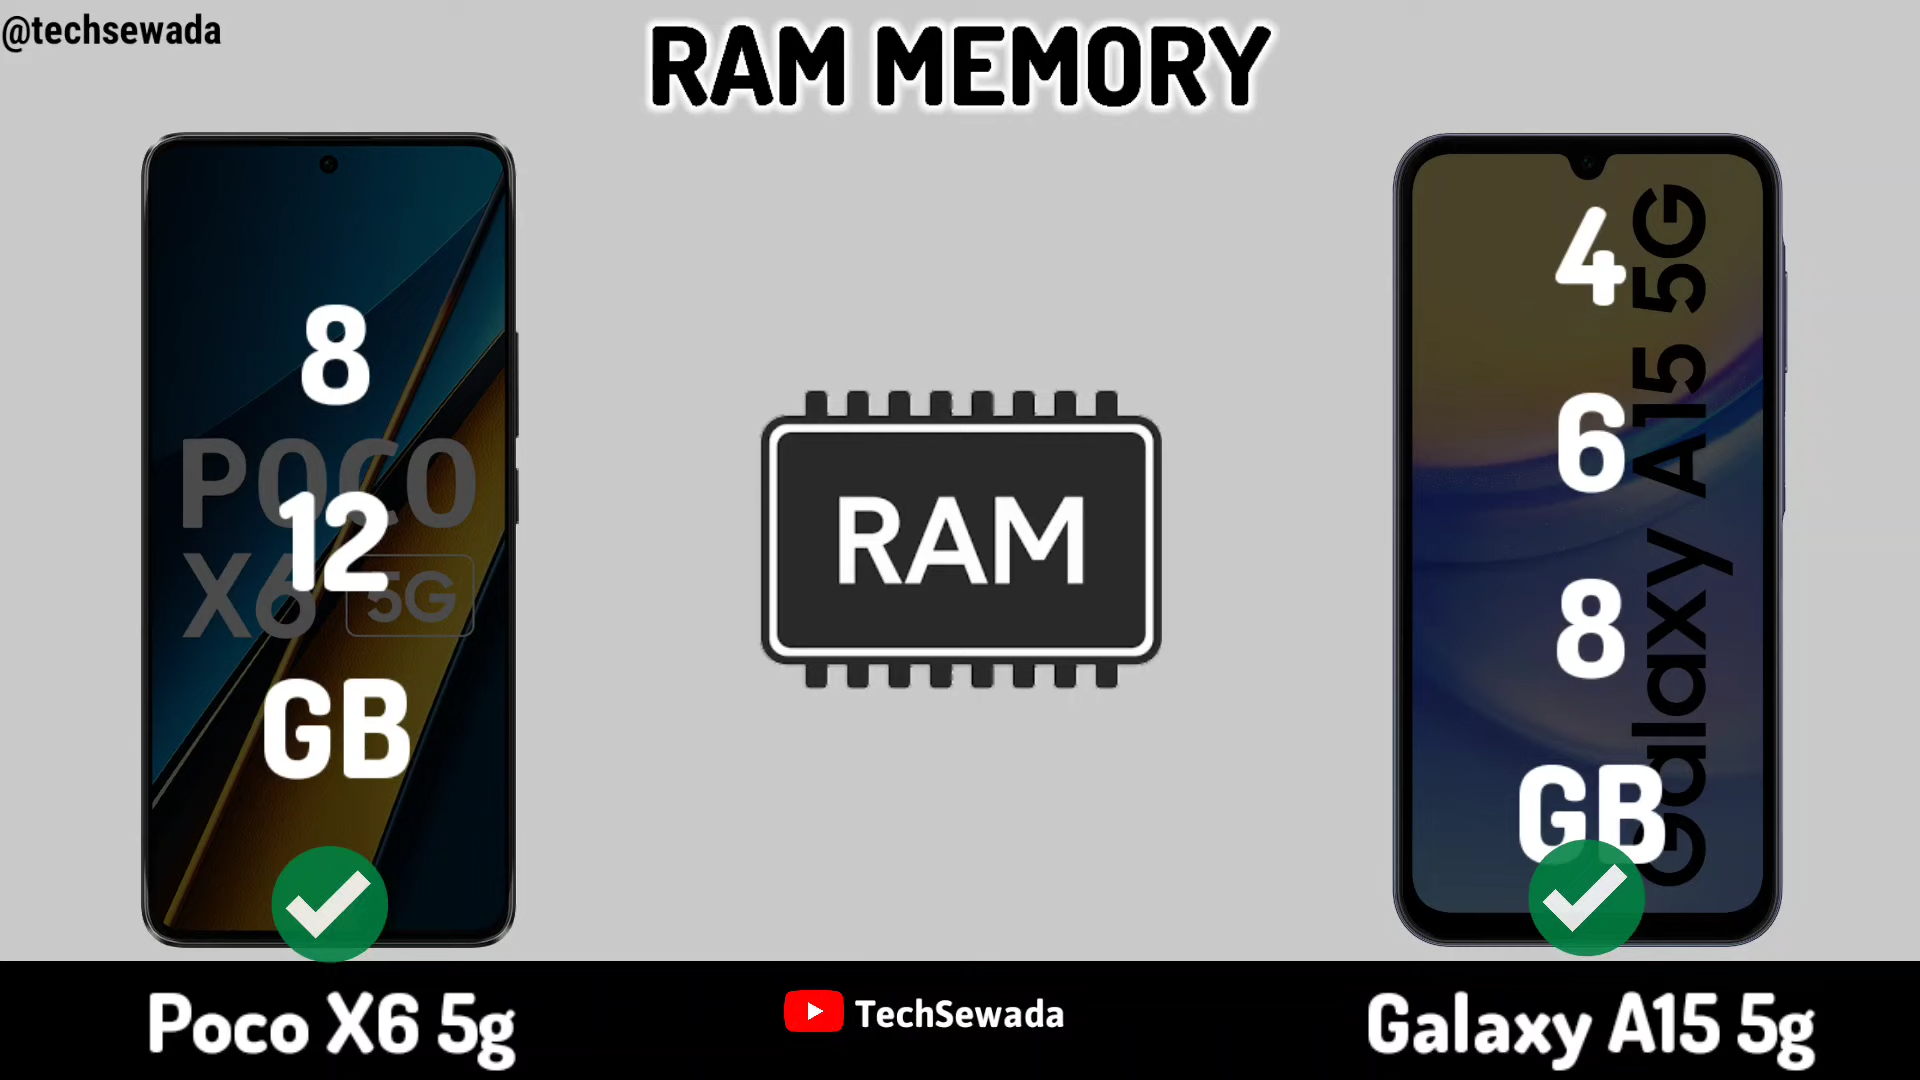 @techsewada
RAM MEMORY
8
12
GB
POCO
X6 5G
RAM
4
6
8
GB
Galaxy A15 5G
Poco X6 5g
TechSewada
Galaxy A15 5g